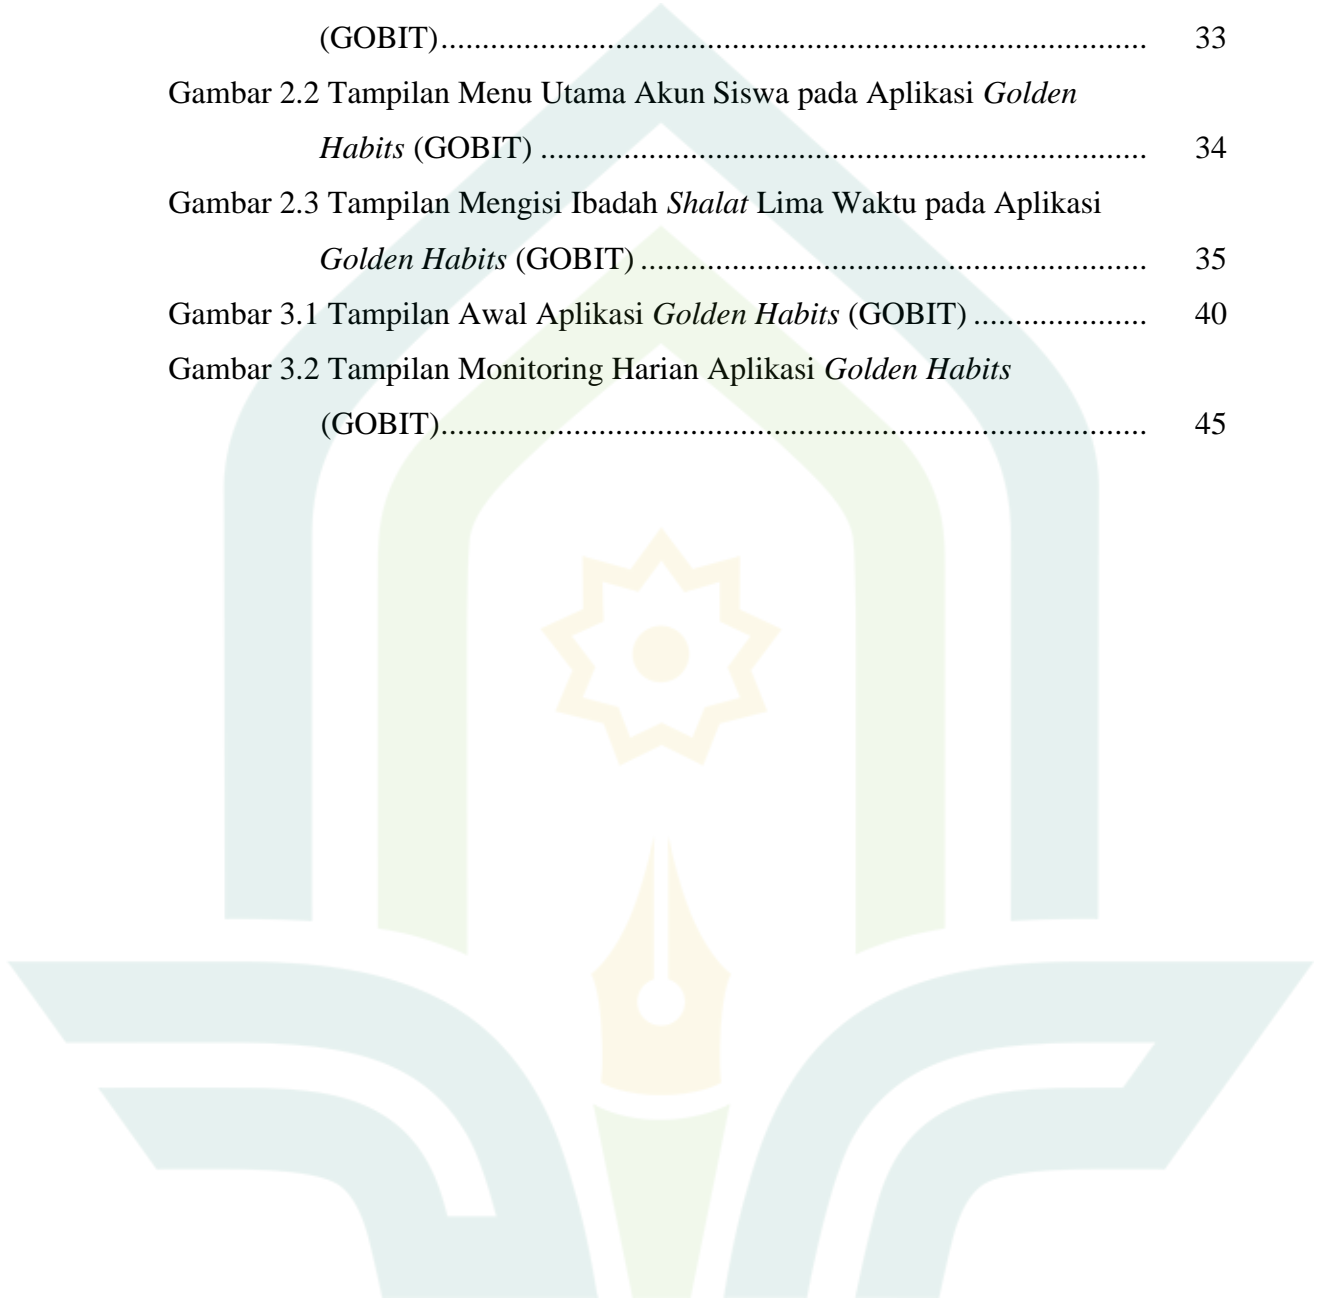 (GOBIT)...................................................................................... 33
Gambar 2.2 Tampilan Menu Utama Akun Siswa pada Aplikasi Golden
Habits (GOBIT) .......................................................................... 34
Gambar 2.3 Tampilan Mengisi Ibadah Shalat Lima Waktu pada Aplikasi
Golden Habits (GOBIT) .............................................................. 35
Gambar 3.1 Tampilan Awal Aplikasi Golden Habits (GOBIT) ..................... 40
Gambar 3.2 Tampilan Monitoring Harian Aplikasi Golden Habits
(GOBIT)...................................................................................... 45